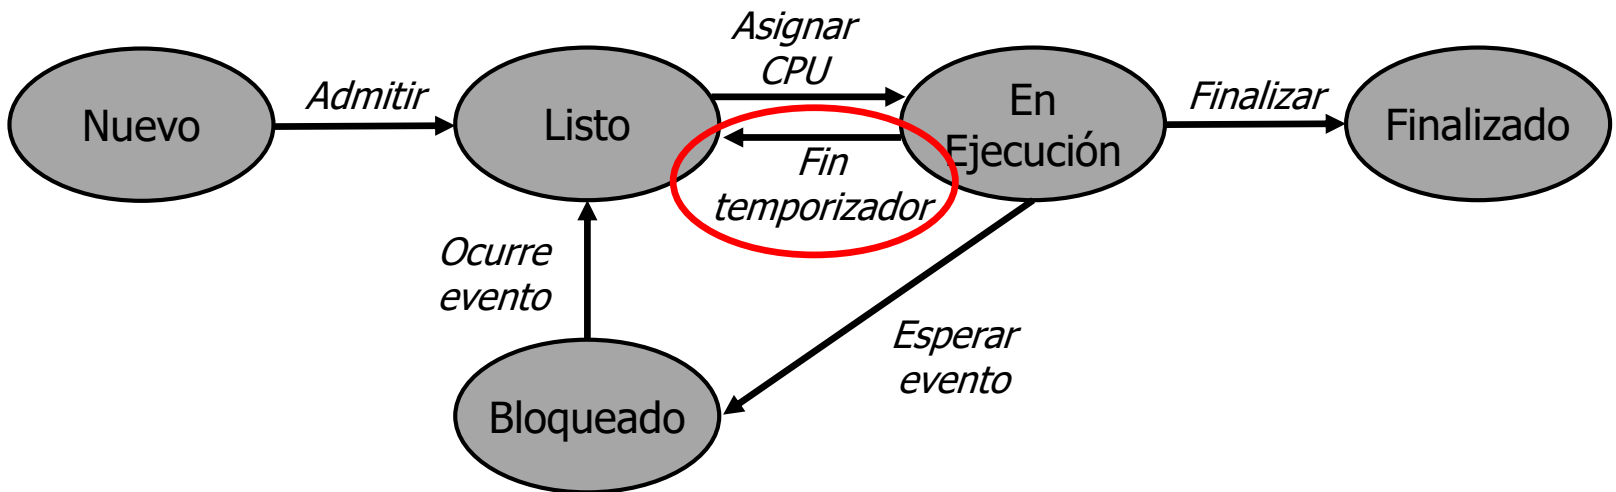 Nuevo
Admitir
Listo
Asignar
CPU
Fin
temporizador
En
Ejecución
Finalizar
Finalizado
Ocurre
evento
Esperar
evento
Bloqueado